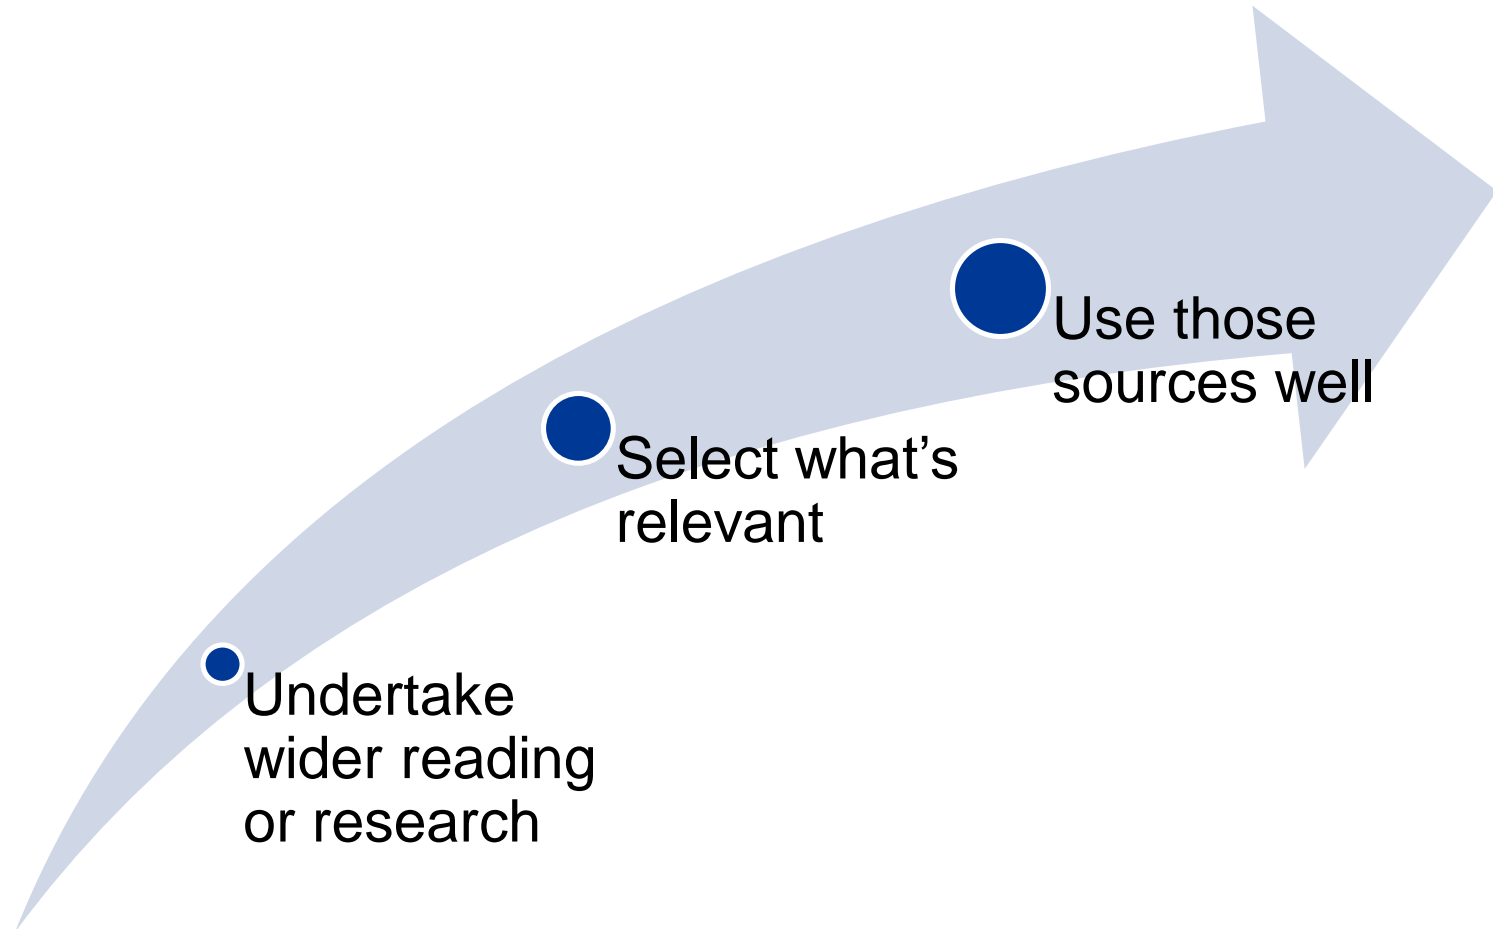 Use those
sources well
Select what’s
relevant
Undertake
wider reading
or research